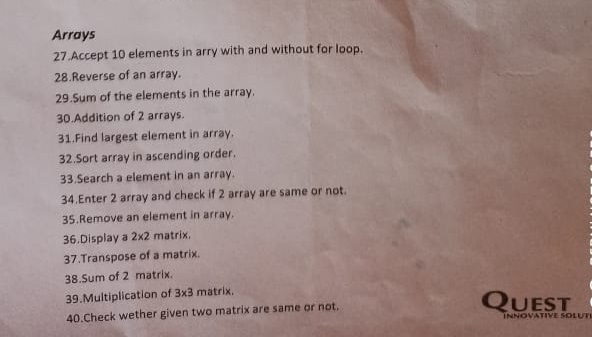 Arrays
27.Accept 10 elements in arry with and without for loop.
28.Reverse of an array.
29.Sum of the elements in the array.
30.Addition of 2 arrays.
31.Find largest element in array.
32.Sort array in ascending order.
33.Search a element in an array.
34.Enter 2 array and check if 2 array are same or not.
35.Remove an element in array.
36.Display a 2x2 matrix.
37.Transpose of a matrix.
38.Sum of 2 matrix.
39.Multiplication of 3x3 matrix.
40.Check wether given two matrix are same or not.
QUEST
INNOVATIVE